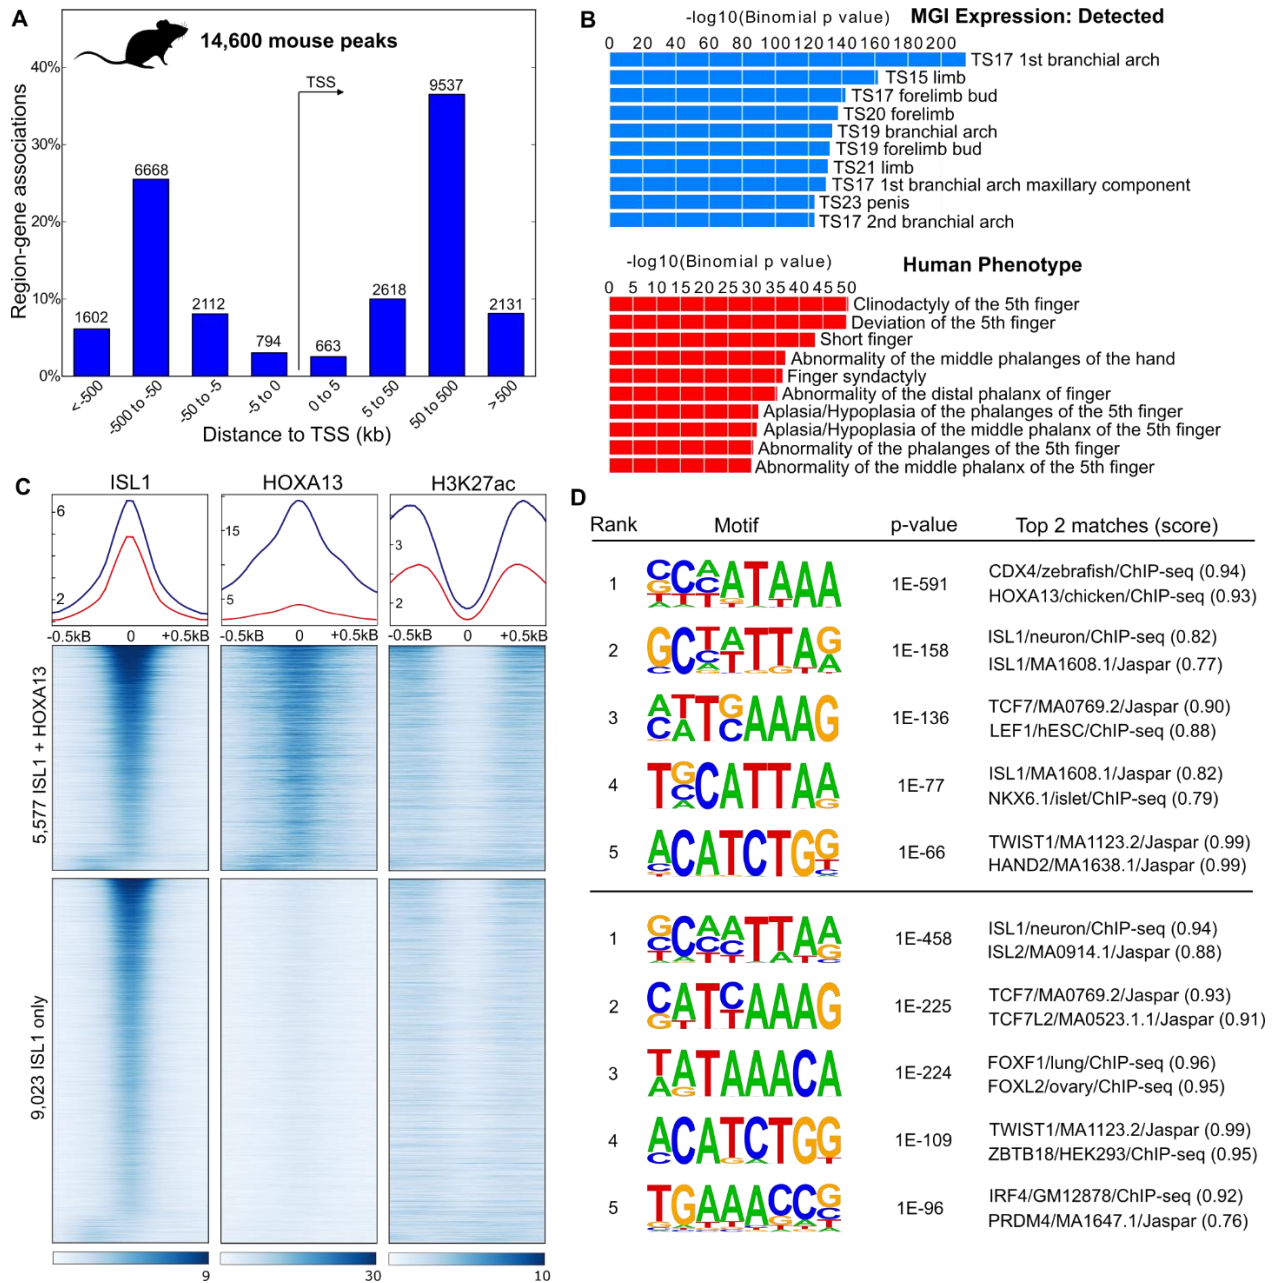 A
14,600 mouse peaks
Region-gene associations
40%
30%
20%
10%
0%
TSS
1602
6668
2112
794
663
2618
9537
2131
< -500
-500 to -50
-50 to -5
-5 to 0
0 to 5
5 to 50
50 to 500
> 500
Distance to TSS (kb)
B
-log10(Binomial p value) MGI Expression: Detected
0 20 40 60 80 100 120 140 160 180 200
TS17 1st branchial arch
TS15 limb
TS17 forelimb bud
TS20 forelimb
TS19 branchial arch
TS19 forelimb bud
TS21 limb
TS17 1st branchial arch maxillary component
TS23 penis
TS17 2nd branchial arch
-log10(Binomial p value) Human Phenotype
0 5 10 15 20 25 30 35 40 45 50
Clinodactyly of the 5th finger
Deviation of the 5th finger
Short finger
Abnormality of the middle phalanges of the hand
Finger syndactyly
Abnormality of the distal phalanx of finger
Aplasia/Hypoplasia of the phalanges of the 5th finger
Aplasia/Hypoplasia of the middle phalanx of the 5th finger
Abnormality of the phalanges of the 5th finger
Abnormality of the middle phalanx of the 5th finger
C
ISL1 HOXA13 H3K27ac
6
2
15
5
3
2
-0.5kB 0 +0.5kB
-0.5kB 0 +0.5kB
-0.5kB 0 +0.5kB
5,577 ISL1 + HOXA13
9,023 ISL1 only
9 30 10
D
Rank Motif p-value Top 2 matches (score)
1 1E-591 CDX4/zebrafish/ChIP-seq (0.94)
HOXA13/chicken/ChIP-seq (0.93)
2 1E-158 ISL1/neuron/ChIP-seq (0.82)
ISL1/MA1608.1/Jaspar (0.77)
3 1E-136 TCF7/MA0769.2/Jaspar (0.90)
LEF1/hESC/ChIP-seq (0.88)
4 1E-77 ISL1/MA1608.1/Jaspar (0.82)
NKX6.1/islet/ChIP-seq (0.79)
5 1E-66 TWIST1/MA1123.2/Jaspar (0.99)
HAND2/MA1638.1/Jaspar (0.99)
1 1E-458 ISL1/neuron/ChIP-seq (0.94)
ISL2/MA0914.1/Jaspar (0.88)
2 1E-225 TCF7/MA0769.2/Jaspar (0.93)
TCF7L2/MA0523.1.1/Jaspar (0.91)
3 1E-224 FOXF1/lung/ChIP-seq (0.96)
FOXL2/ovary/ChIP-seq (0.95)
4 1E-109 TWIST1/MA1123.2/Jaspar (0.99)
ZBTB18/HEK293/ChIP-seq (0.95)
5 1E-96 IRF4/GM12878/ChIP-seq (0.92)
PRDM4/MA1647.1/Jaspar (0.76)